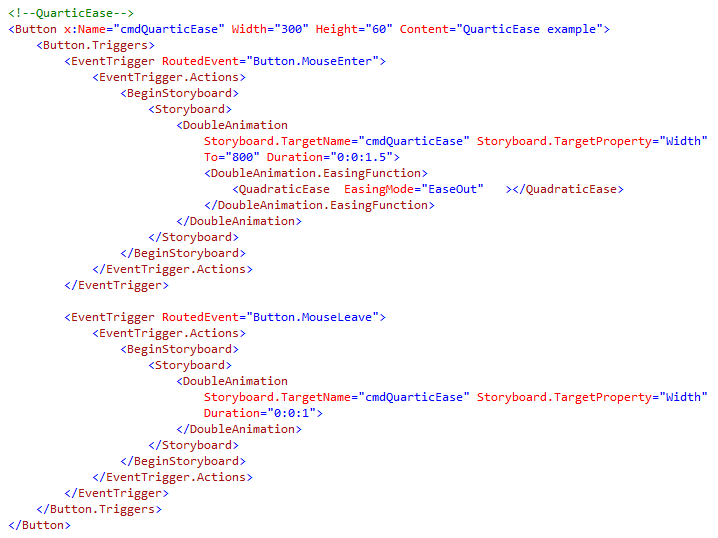 <!--QuarticEase-->
<Button x:Name="cmdQuarticEase" Width="300" Height="60" Content="QuarticEase example">
    <Button.Triggers>
        <EventTrigger RoutedEvent="Button.MouseEnter">
            <EventTrigger.Actions>
                <BeginStoryboard>
                    <Storyboard>
                        <DoubleAnimation
                            Storyboard.TargetName="cmdQuarticEase" Storyboard.TargetProperty="Width"
                            To="800" Duration="0:0:1.5">
                            <DoubleAnimation.EasingFunction>
                                <QuadraticEase  EasingMode="EaseOut"   ></QuadraticEase>
                            </DoubleAnimation.EasingFunction>
                        </DoubleAnimation>
                    </Storyboard>
                </BeginStoryboard>
            </EventTrigger.Actions>
        </EventTrigger>

        <EventTrigger RoutedEvent="Button.MouseLeave">
            <EventTrigger.Actions>
                <BeginStoryboard>
                    <Storyboard>
                        <DoubleAnimation
                            Storyboard.TargetName="cmdQuarticEase" Storyboard.TargetProperty="Width"
                            Duration="0:0:1">
                        </DoubleAnimation>
                    </Storyboard>
                </BeginStoryboard>
            </EventTrigger.Actions>
        </EventTrigger>
    </Button.Triggers>
</Button>